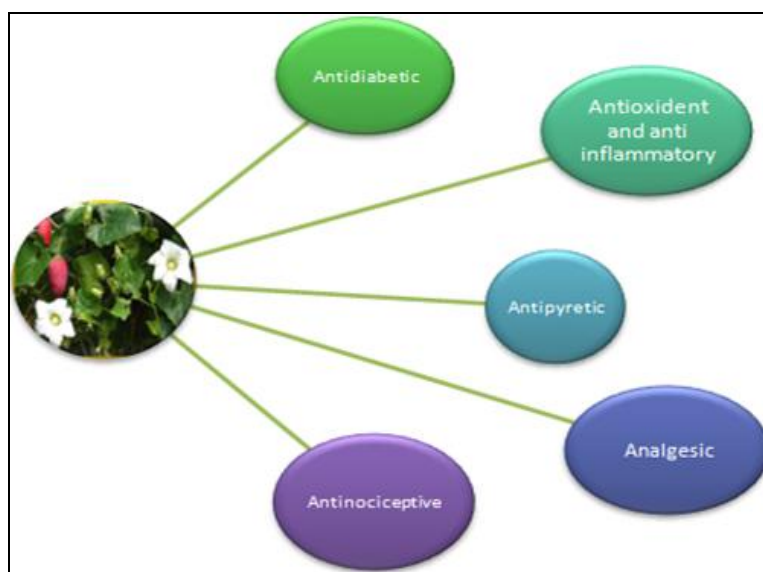 Antidiabetic
Antioxident
and anti
inflammatory
Antipyretic
Analgesic
Antinociceptive